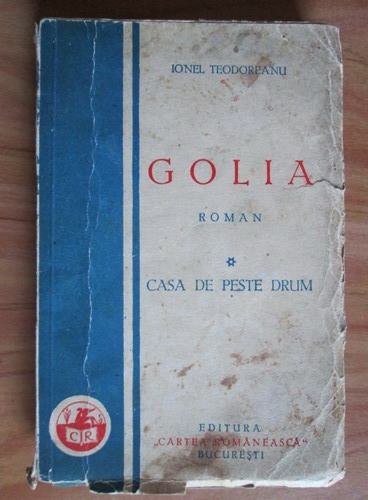 IONEL TEODOREANU
GOLIA
ROMAN
CASA DE PESTE DRUM
CR
EDITURA
„CARTEA ROMÂNEASCĂ"
BUCUREȘTI